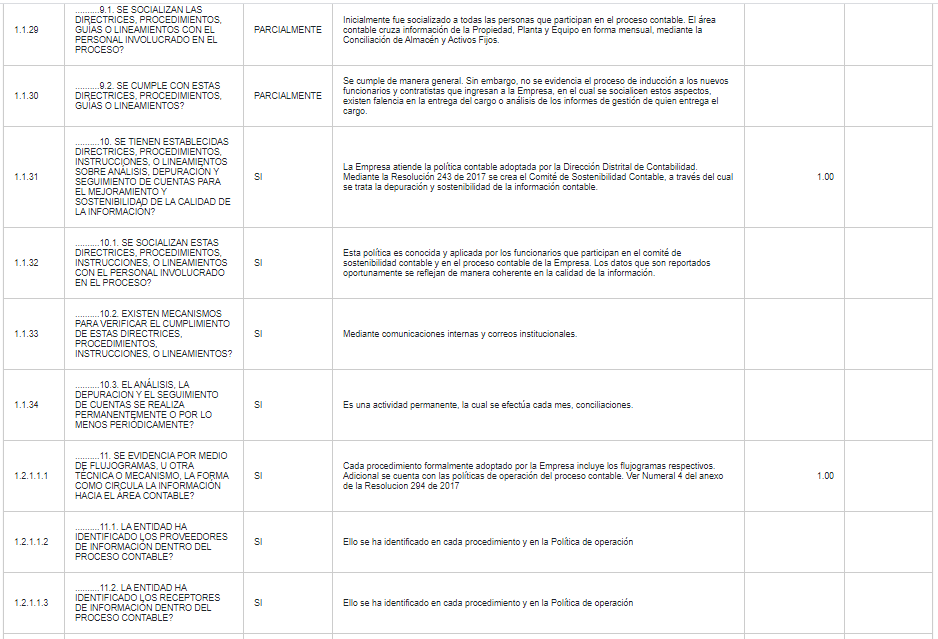 ..........9.1. SE SOCIALIZAN LAS
DIRECTRICES, PROCEDIMIENTOS,
GUÍAS O LINEAMIENTOS CON EL
PERSONAL INVOLUCRADO EN EL
PROCESO?
1.1.29
PARCIALMENTE
Inicialmente fue socializado a todas las personas que participan en el proceso contable. El área
contable cruza información de la Propiedad, Planta y Equipo en forma mensual, mediante la
Conciliación de Almacén y Activos Fijos.
1.1.30
..........9.2. SE CUMPLE CON ESTAS
DIRECTRICES, PROCEDIMIENTOS,
GUÍAS O LINEAMIENTOS?
PARCIALMENTE
Se cumple de manera general. Sin embargo, no se evidencia el proceso de inducción a los nuevos
funcionarios y contratistas que ingresan a la Empresa, en el cual se socialicen estos aspectos,
existen falencia en la entrega del cargo o análisis de los informes de gestión de quien entrega el
cargo.
1.1.31
..........10. SE TIENEN ESTABLECIDAS
DIRECTRICES, PROCEDIMIENTOS,
INSTRUCCIONES, O LINEAMIENTOS
SOBRE ANÁLISIS, DEPURACIÓN Y
SEGUIMIENTO DE CUENTAS PARA
EL MEJORAMIENTO Y
SOSTENIBILIDAD DE LA CALIDAD DE
LA INFORMACIÓN?
SI
La Empresa atiende la política contable adoptada por la Dirección Distrital de Contabilidad.
Mediante la Resolución 243 de 2017 se crea el Comité de Sostenibilidad Contable, a través del cual
se trata la depuración y sostenibilidad de la información contable.
1.00
1.1.32
..........10.1. SE SOCIALIZAN ESTAS
DIRECTRICES, PROCEDIMIENTOS,
INSTRUCCIONES, O LINEAMIENTOS
CON EL PERSONAL INVOLUCRADO
EN EL PROCESO?
SI
Esta política es conocida y aplicada por los funcionarios que participan en el comité de
sostenibilidad contable y en el proceso contable de la Empresa. Los datos que son reportados
oportunamente se reflejan de manera coherente en la calidad de la información.
1.1.33
..........10.2. EXISTEN MECANISMOS
PARA VERIFICAR EL CUMPLIMIENTO
DE ESTAS DIRECTRICES,
PROCEDIMIENTOS,
INSTRUCCIONES, O LINEAMIENTOS?
SI
Mediante comunicaciones internas y correos institucionales.
1.1.34
..........10.3. EL ANÁLISIS, LA
DEPURACION Y EL SEGUIMIENTO
DE CUENTAS SE REALIZA
PERMANENTEMENTE O POR LO
MENOS PERIÓDICAMENTE?
SI
Es una actividad permanente, la cual se efectúa cada mes, conciliaciones.
1.2.1.1.1
..........11. SE EVIDENCIA POR MEDIO
DE FLUJOGRAMAS, U OTRA
TÉCNICA O MECANISMO, LA FORMA
COMO CIRCULA LA INFORMACIÓN
HACIA EL ÁREA CONTABLE?
SI
Cada procedimiento formalmente adoptado por la Empresa incluye los flujogramas respectivos.
Adicional se cuenta con las políticas de operación del proceso contable. Ver Numeral 4 del anexo
de la Resolucion 294 de 2017
1.00
1.2.1.1.2
..........11.1. LA ENTIDAD HA
IDENTIFICADO LOS PROVEEDORES
DE INFORMACIÓN DENTRO DEL
PROCESO CONTABLE?
SI
Ello se ha identificado en cada procedimiento y en la Política de operación
1.2.1.1.3
..........11.2. LA ENTIDAD HA
IDENTIFICADO LOS RECEPTORES
DE INFORMACIÓN DENTRO DEL
PROCESO CONTABLE?
SI
Ello se ha identificado en cada procedimiento y en la Política de operación